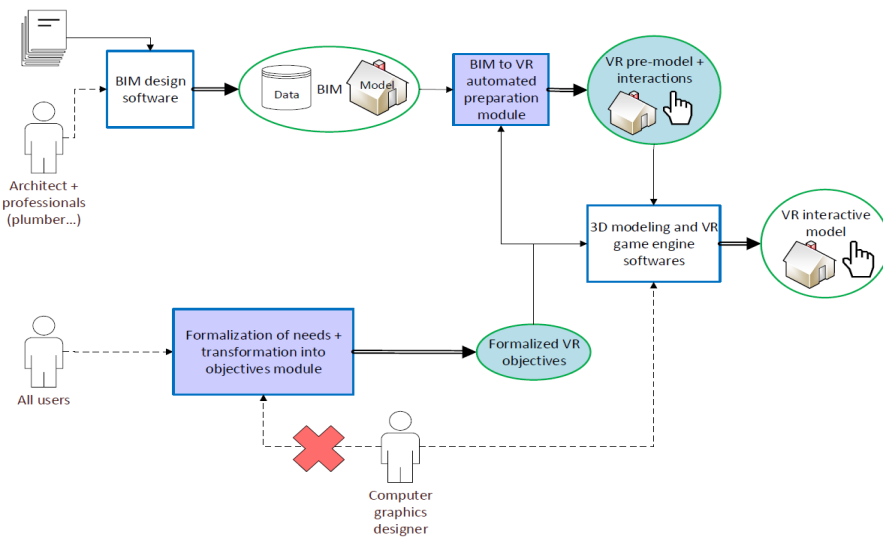 BIM design
software
Data
BIM
Model
BIM to VR
automated
preparation
module
VR pre-model +
interactions
Architect +
professionals
(plumber...)
3D modeling and VR
game engine
softwares
VR interactive
model
Formalization of needs +
transformation into
objectives module
Formalized VR
objectives
All users
Computer
graphics
designer